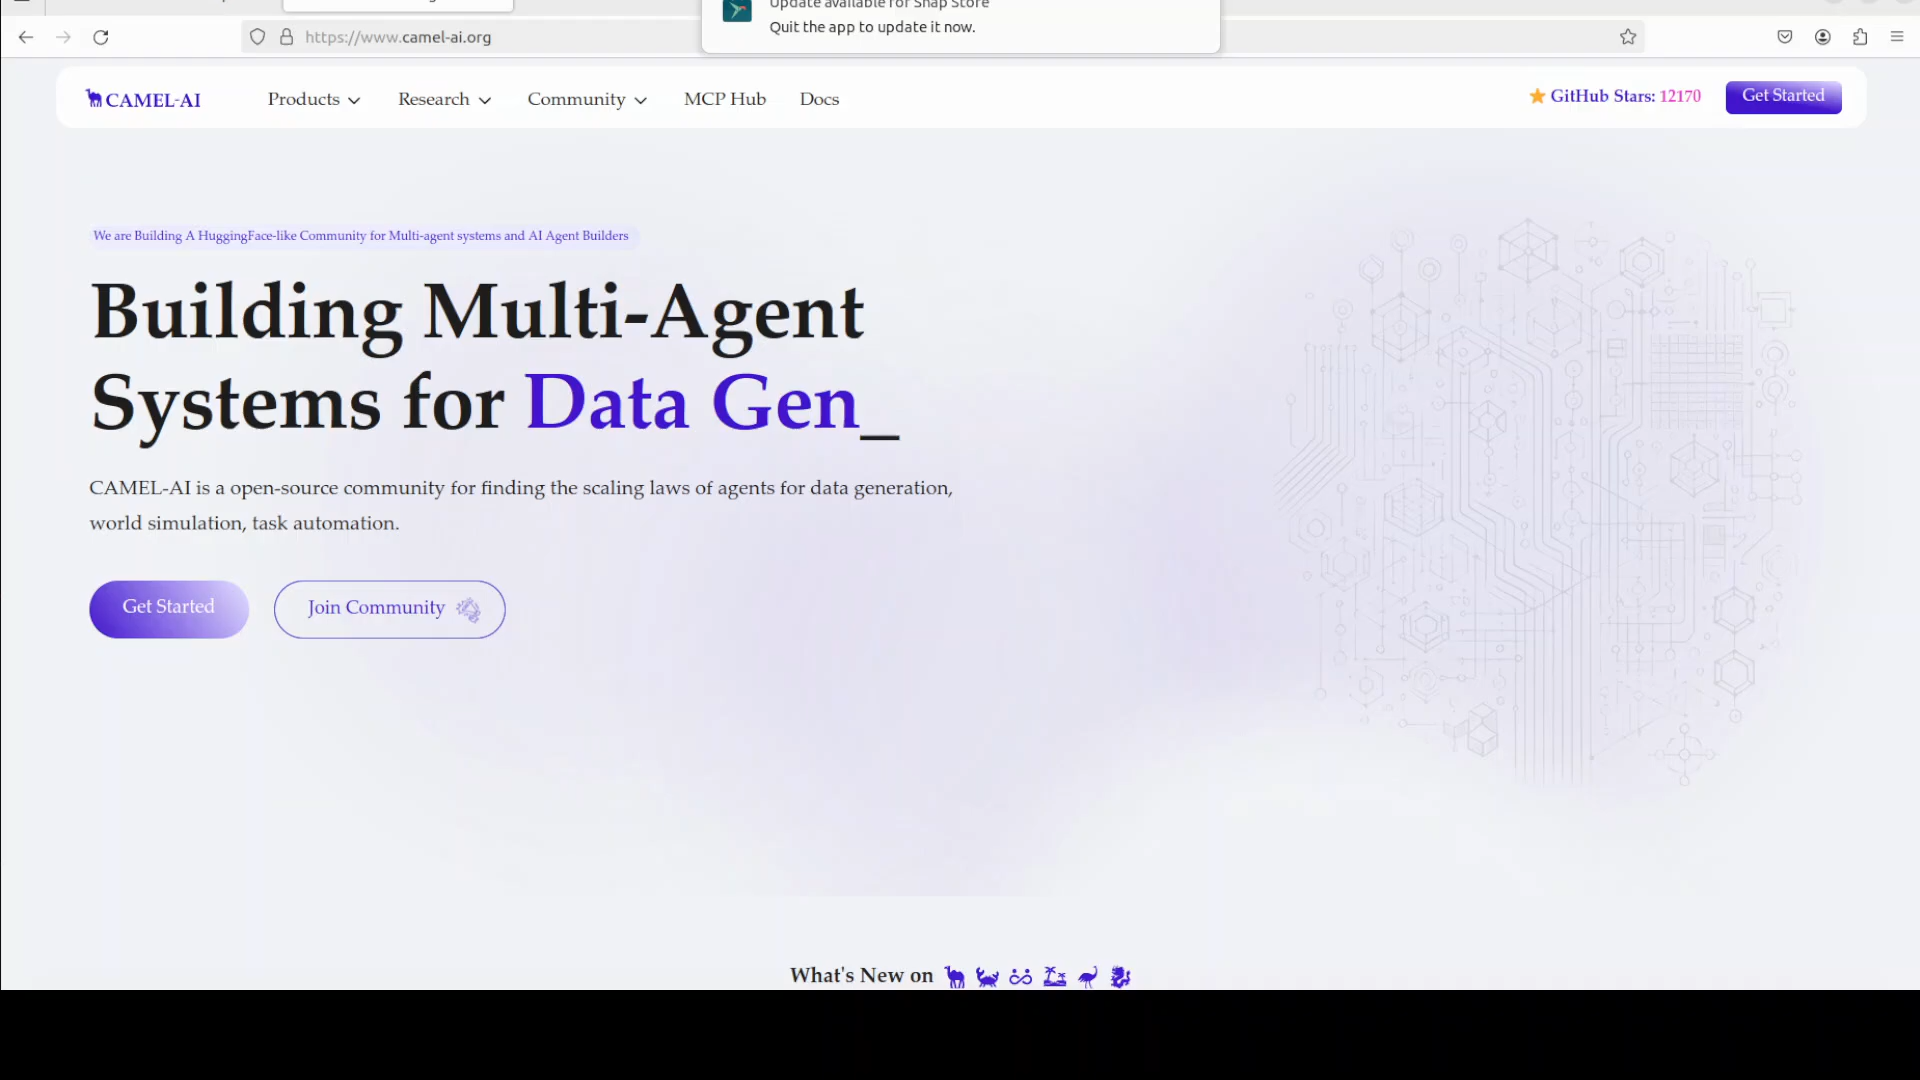 Update available for Snap Store
Quit the app to update it now.
https://www.camel-ai.org
CAMEL-AI
Products
Research
Community
MCP Hub
Docs
GitHub Stars: 12170
Get Started
We are Building A HuggingFace-like Community for Multi-agent systems and AI Agent Builders
Building Multi-Agent
Systems for Data Gen_
CAMEL-AI is a open-source community for finding the scaling laws of agents for data generation,
world simulation, task automation.
Get Started
Join Community
What's New on